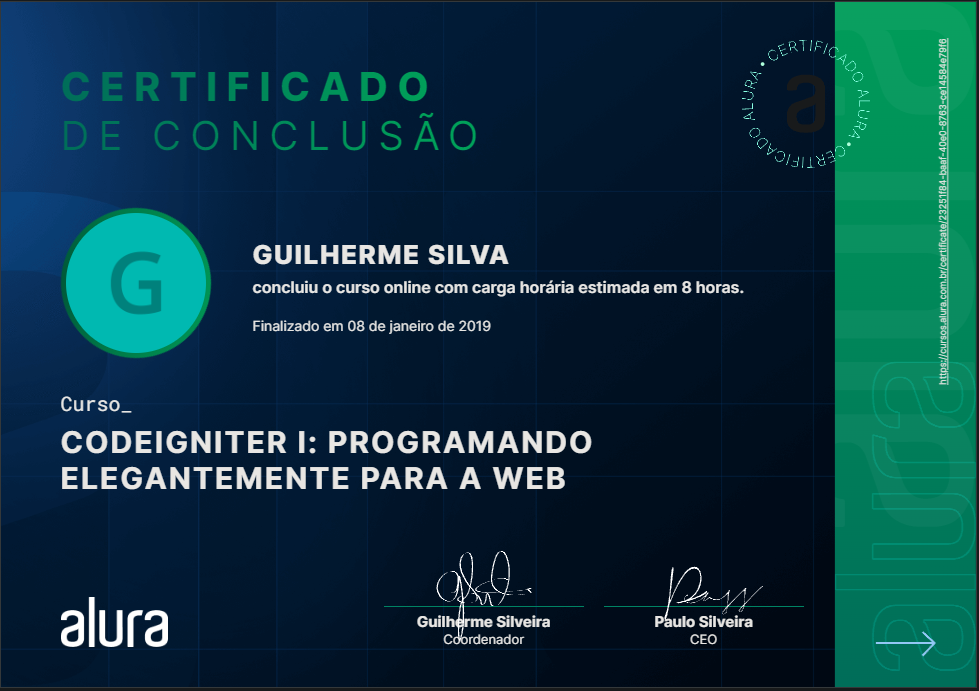 CERTIFICADO
DE CONCLUSÃO
CERTIFICADO ALURA • CERTIFICADO ALURA •
a
G
GUILHERME SILVA
concluiu o curso online com carga horária estimada em 8 horas.
Finalizado em 08 de janeiro de 2019
Curso_
CODEIGNITER I: PROGRAMANDO
ELEGANTEMENTE PARA A WEB
alura
Guilherme Silveira
Coordenador
Paulo Silveira
CEO
https://cursos.alura.com.br/certificate/23251f84-baaf-40e0-8763-ce14584e79f6
alura